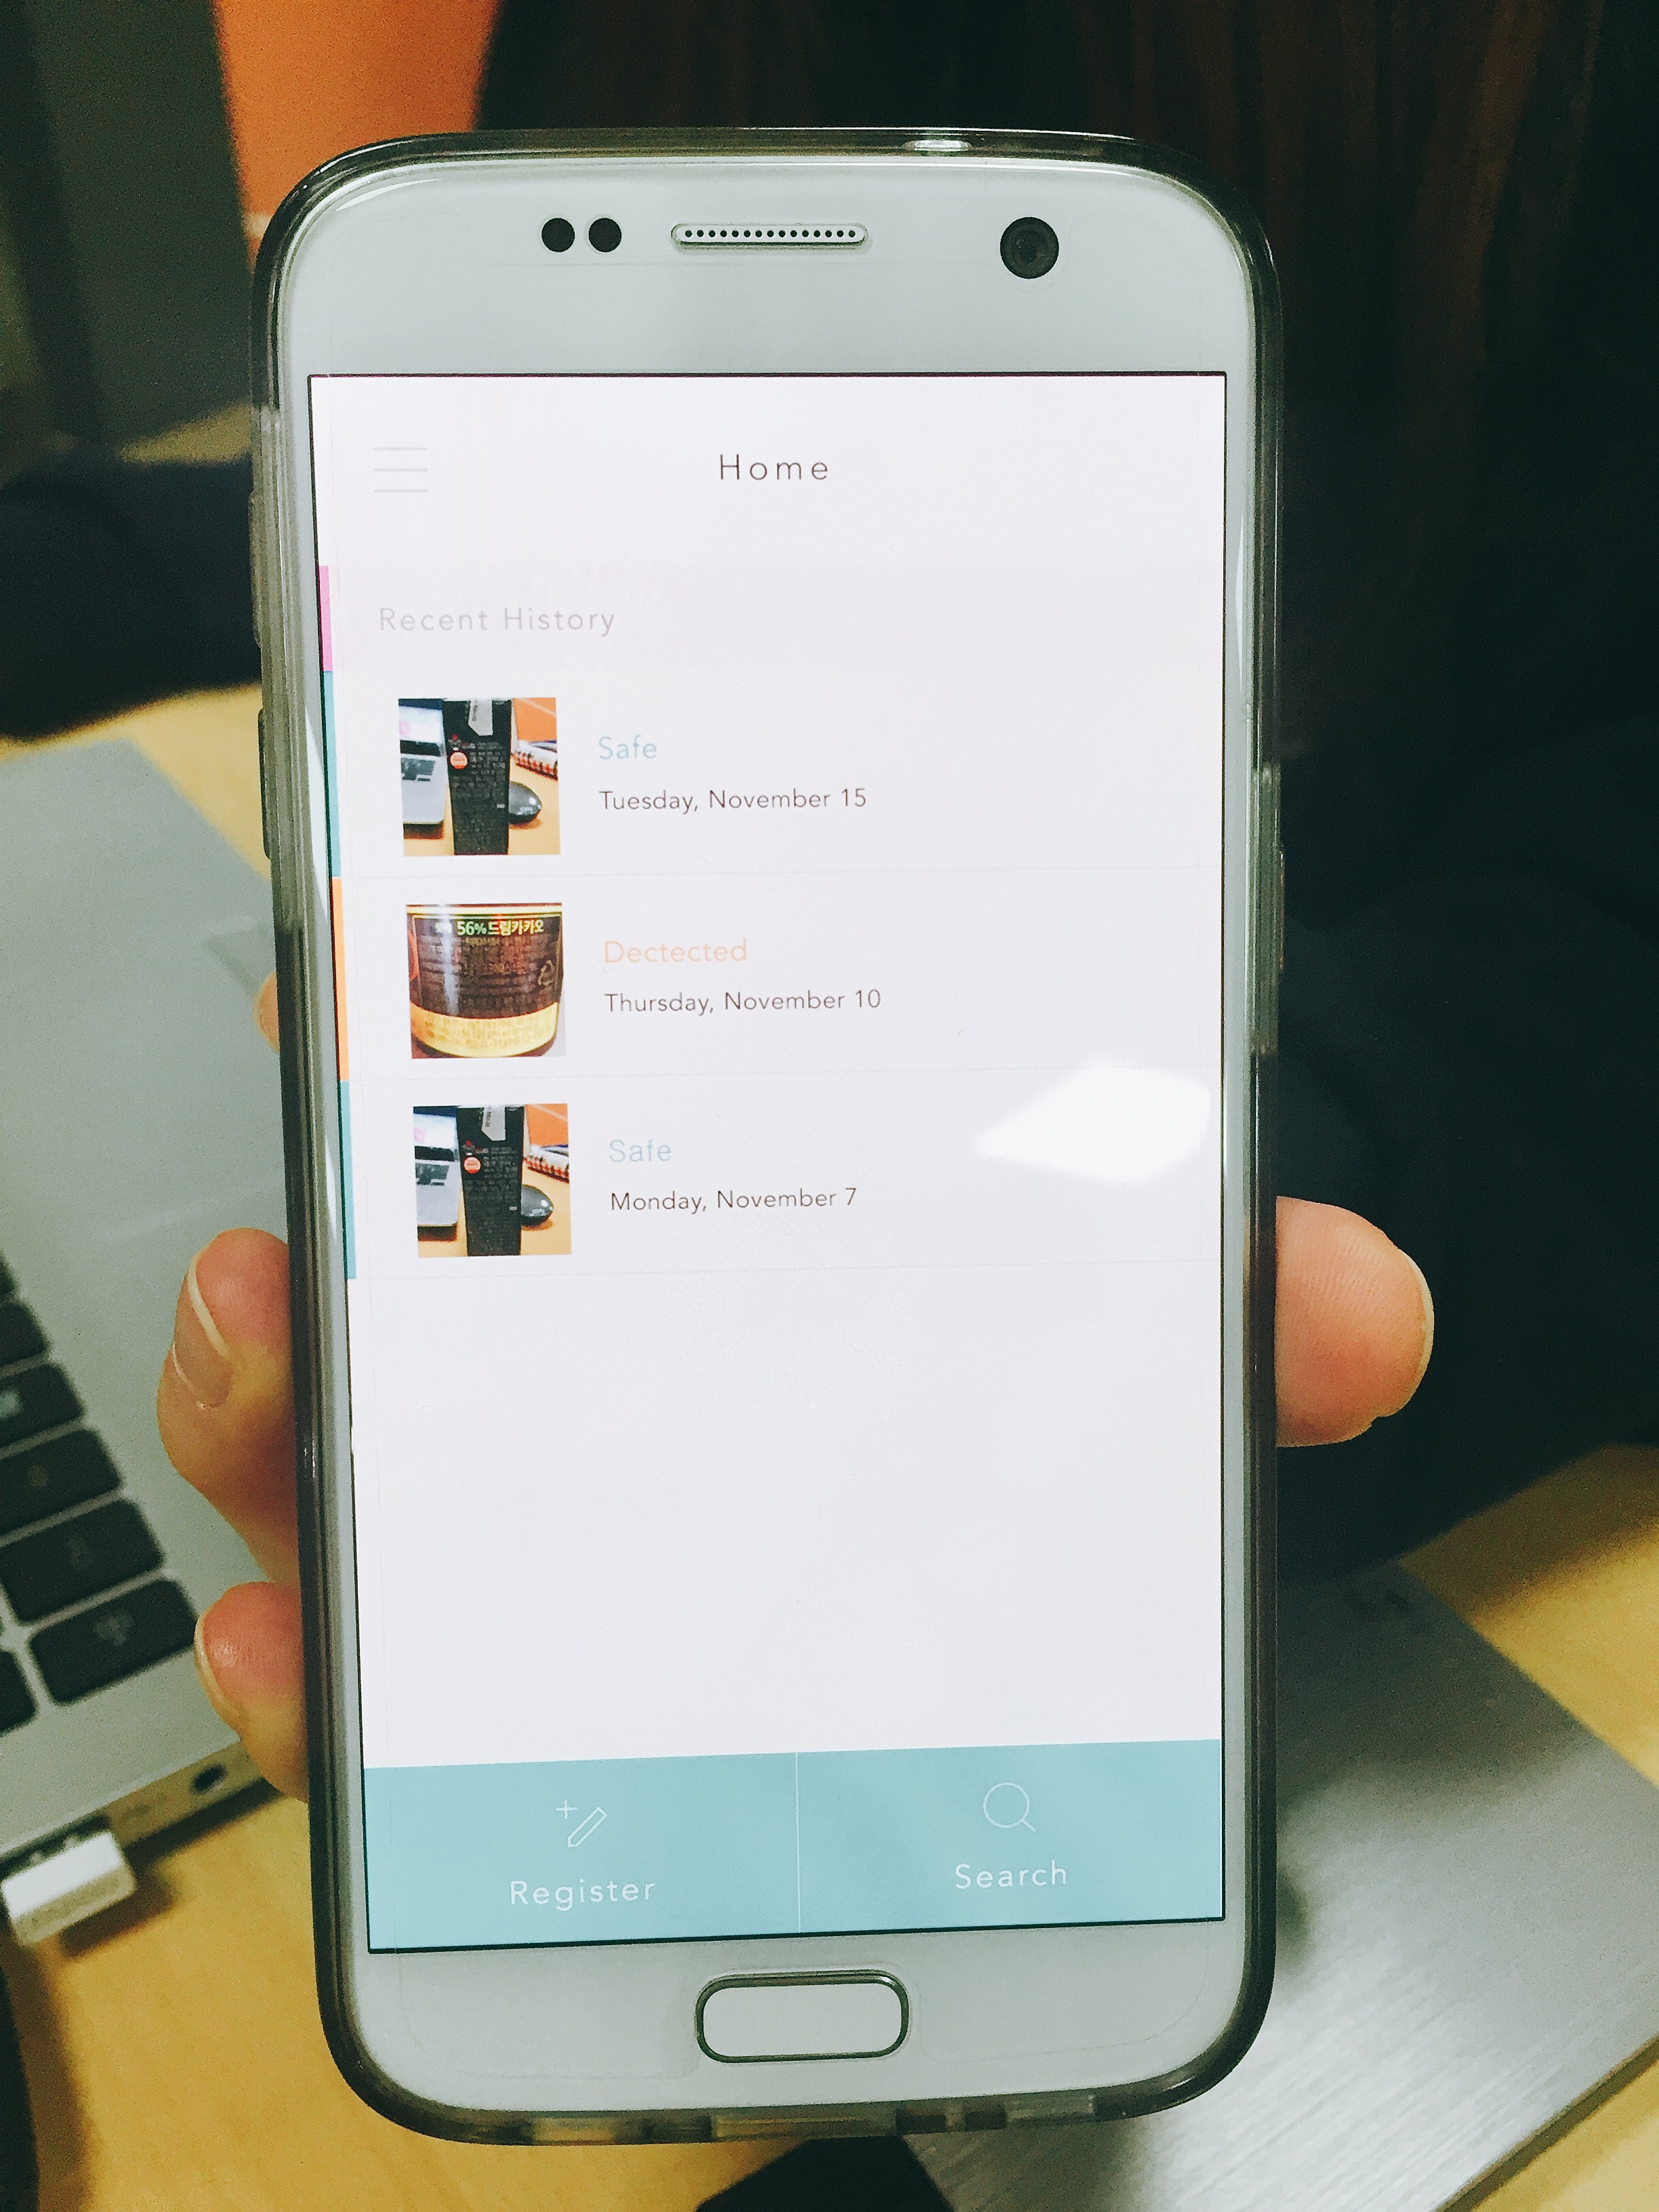 Home
Recent History
Safe
Tuesday, November 15
56%드림카카오
Dectected
Thursday, November 10
Safe
Monday, November 7
Register
Search